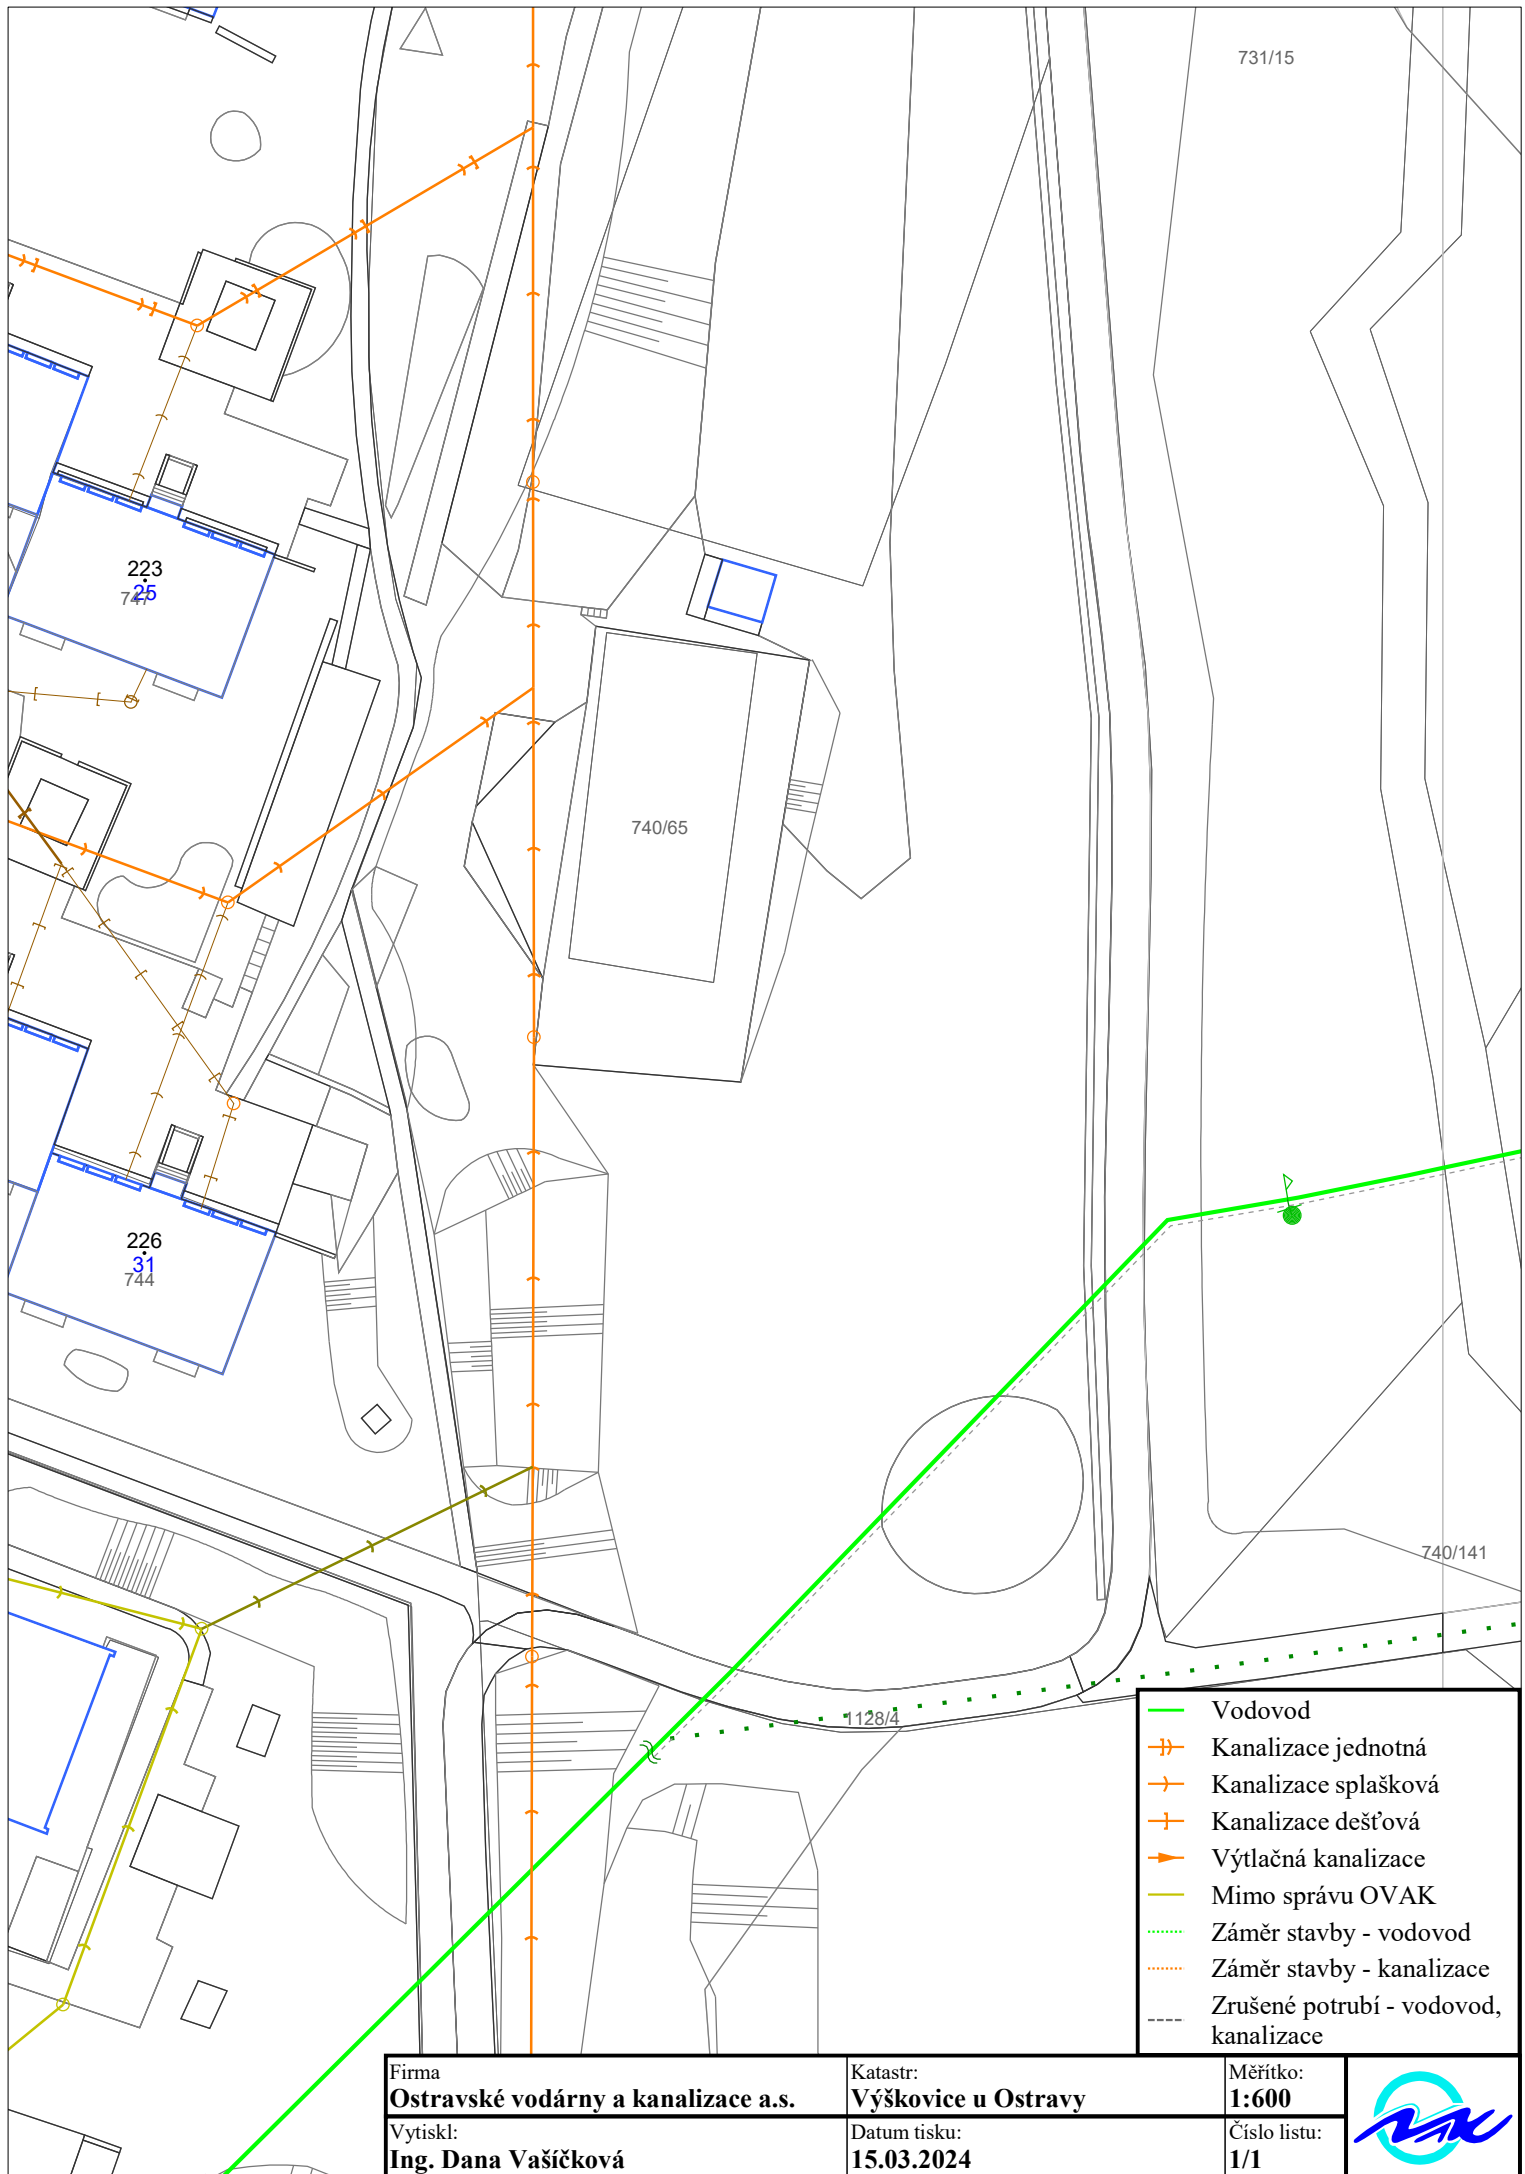 731/15
223
25
747
740/65
226
31
744
740/141
1128/4
Vodovod
Kanalizace jednotná
Kanalizace splašková
Kanalizace dešťová
Výtlačná kanalizace
Mimo správu OVAK
Záměr stavby - vodovod
Záměr stavby - kanalizace
Zrušené potrubí - vodovod,
kanalizace
Firma
Ostravské vodárny a kanalizace a.s.
Katastr:
Výškovice u Ostravy
Měřítko:
1:600
Vytiskl:
Ing. Dana Vašíčková
Datum tisku:
15.03.2024
Číslo listu:
1/1